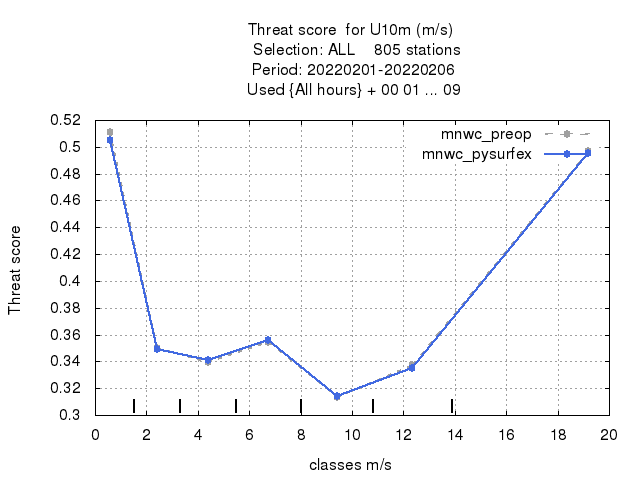 Threat score  for U10m (m/s)
Selection: ALL    805 stations
Period: 20220201-20220206
Used {All hours} + 00 01 ... 09
mnwc_preop
mnwc_pysurfex
Threat score
0.52
0.5
0.48
0.46
0.44
0.42
0.4
0.38
0.36
0.34
0.32
0.3
0 2 4 6 8 10 12 14 16 18 20
classes m/s